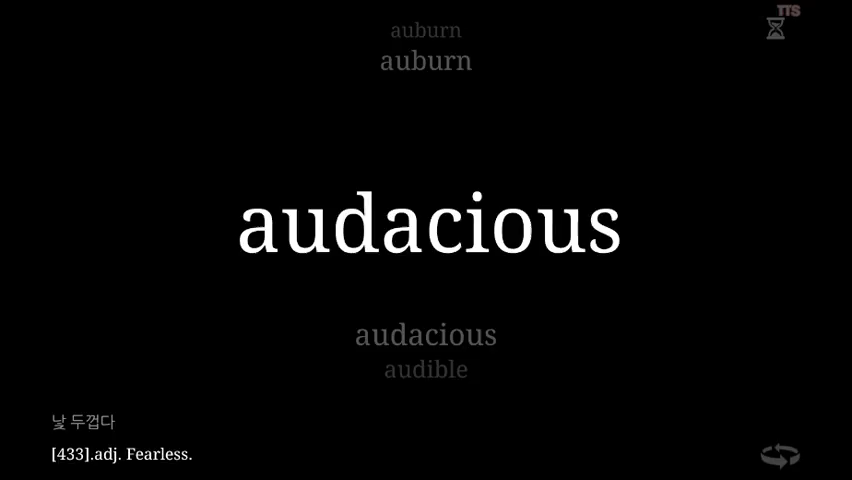 auburn
TTS
auburn
audacious
audacious
audible
낯 두껍다
[433].adj. Fearless.